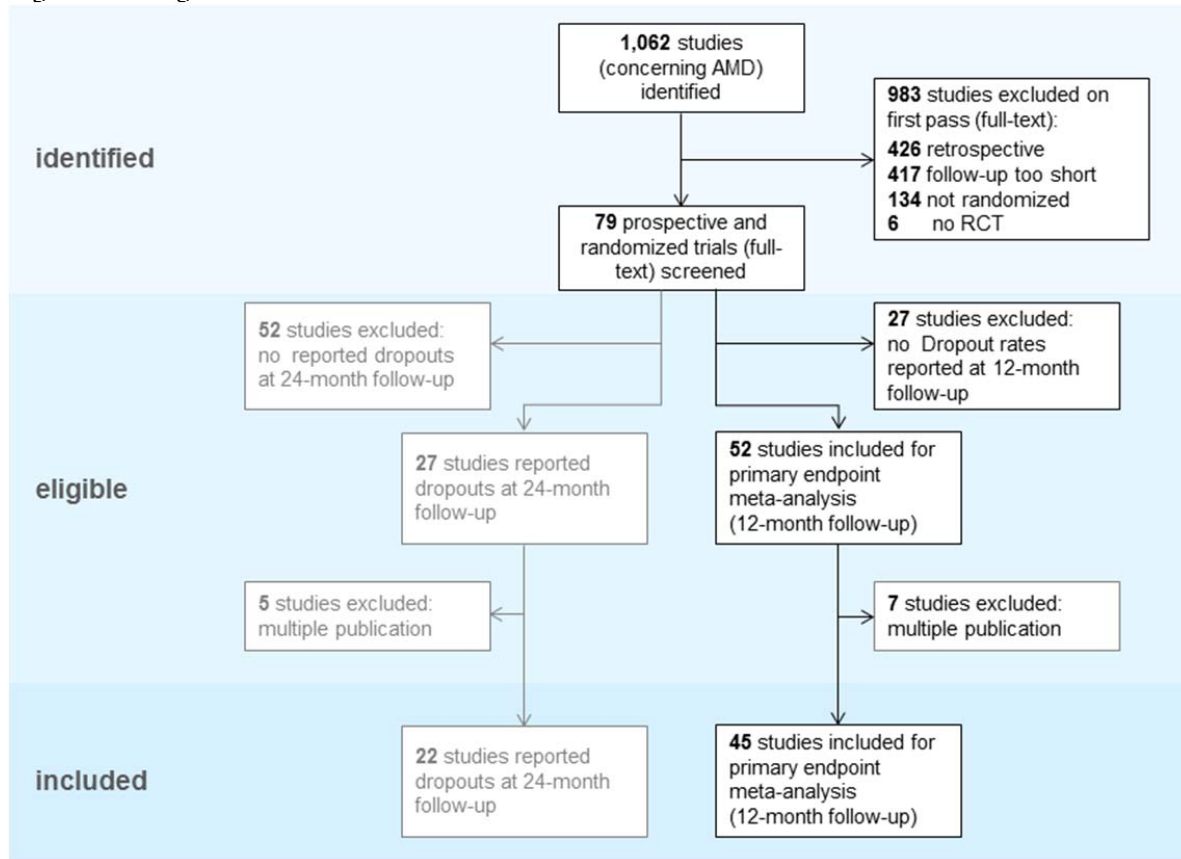 1,062 studies
(concerning AMD)
identified
983 studies excluded on
first pass (full-text):
426 retrospective
417 follow-up too short
134 not randomized
6 no RCT
identified
79 prospective and
randomized trials (full-
text) screened
52 studies excluded:
no reported dropouts
at 24-month follow-up
27 studies excluded:
no Dropout rates
reported at 12-month
follow-up
27 studies reported
dropouts at 24-month
follow-up
52 studies included for
primary endpoint
meta-analysis
(12-month follow-up)
eligible
5 studies excluded:
multiple publication
7 studies excluded:
multiple publication
22 studies reported
dropouts at 24-month
follow-up
45 studies included for
primary endpoint
meta-analysis
(12-month follow-up)
included